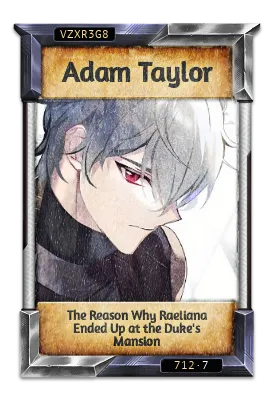 VZXR3G8
Adam Taylor
The Reason Why Raeliana
Ended Up at the Duke's
Mansion
712·7